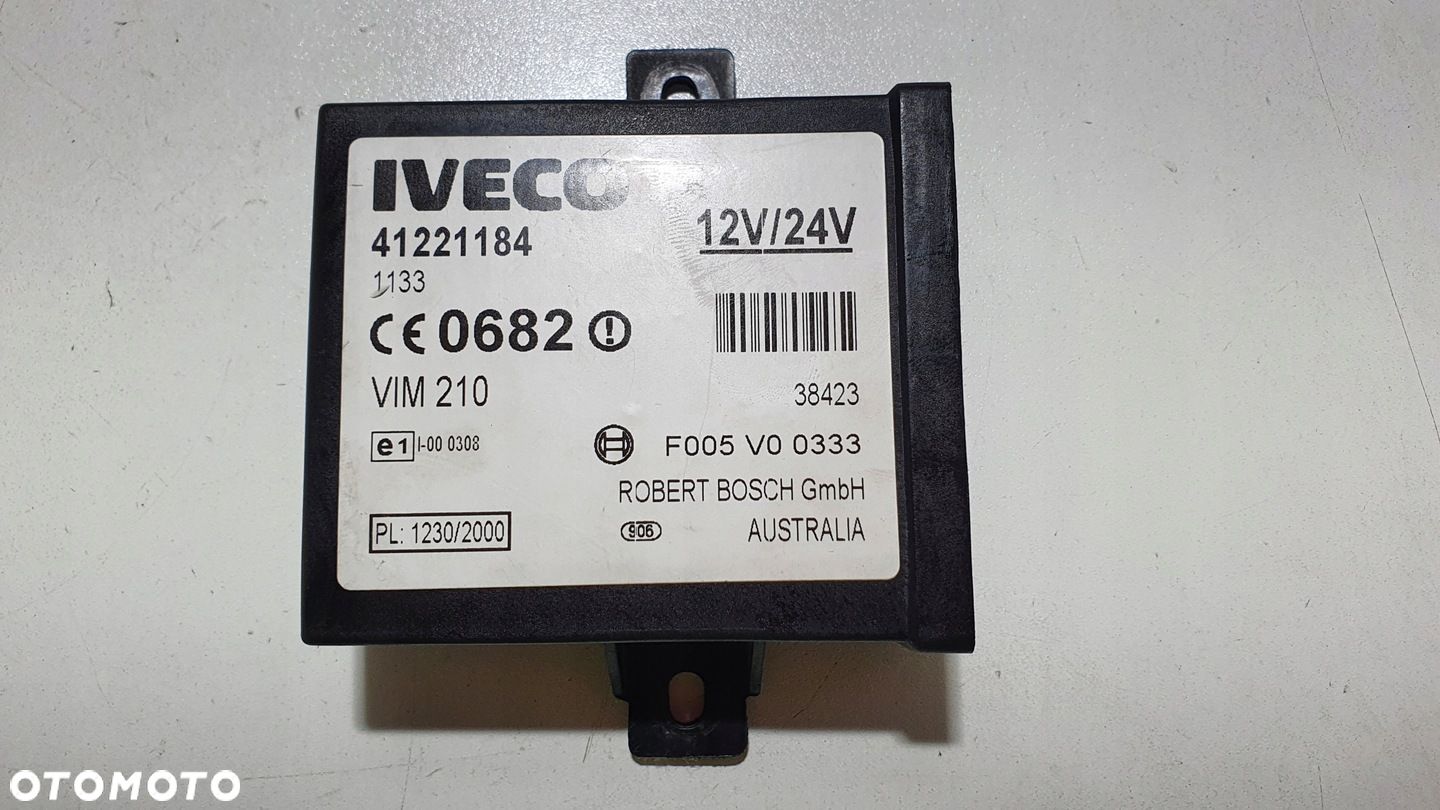 IVECO
41221184
12V/24V
1133
CE 0682
VIM 210
38423
e1 I-00 0308
F005 V0 0333
ROBERT BOSCH GmbH
PL: 1230/2000
906
AUSTRALIA
OTOMOTO